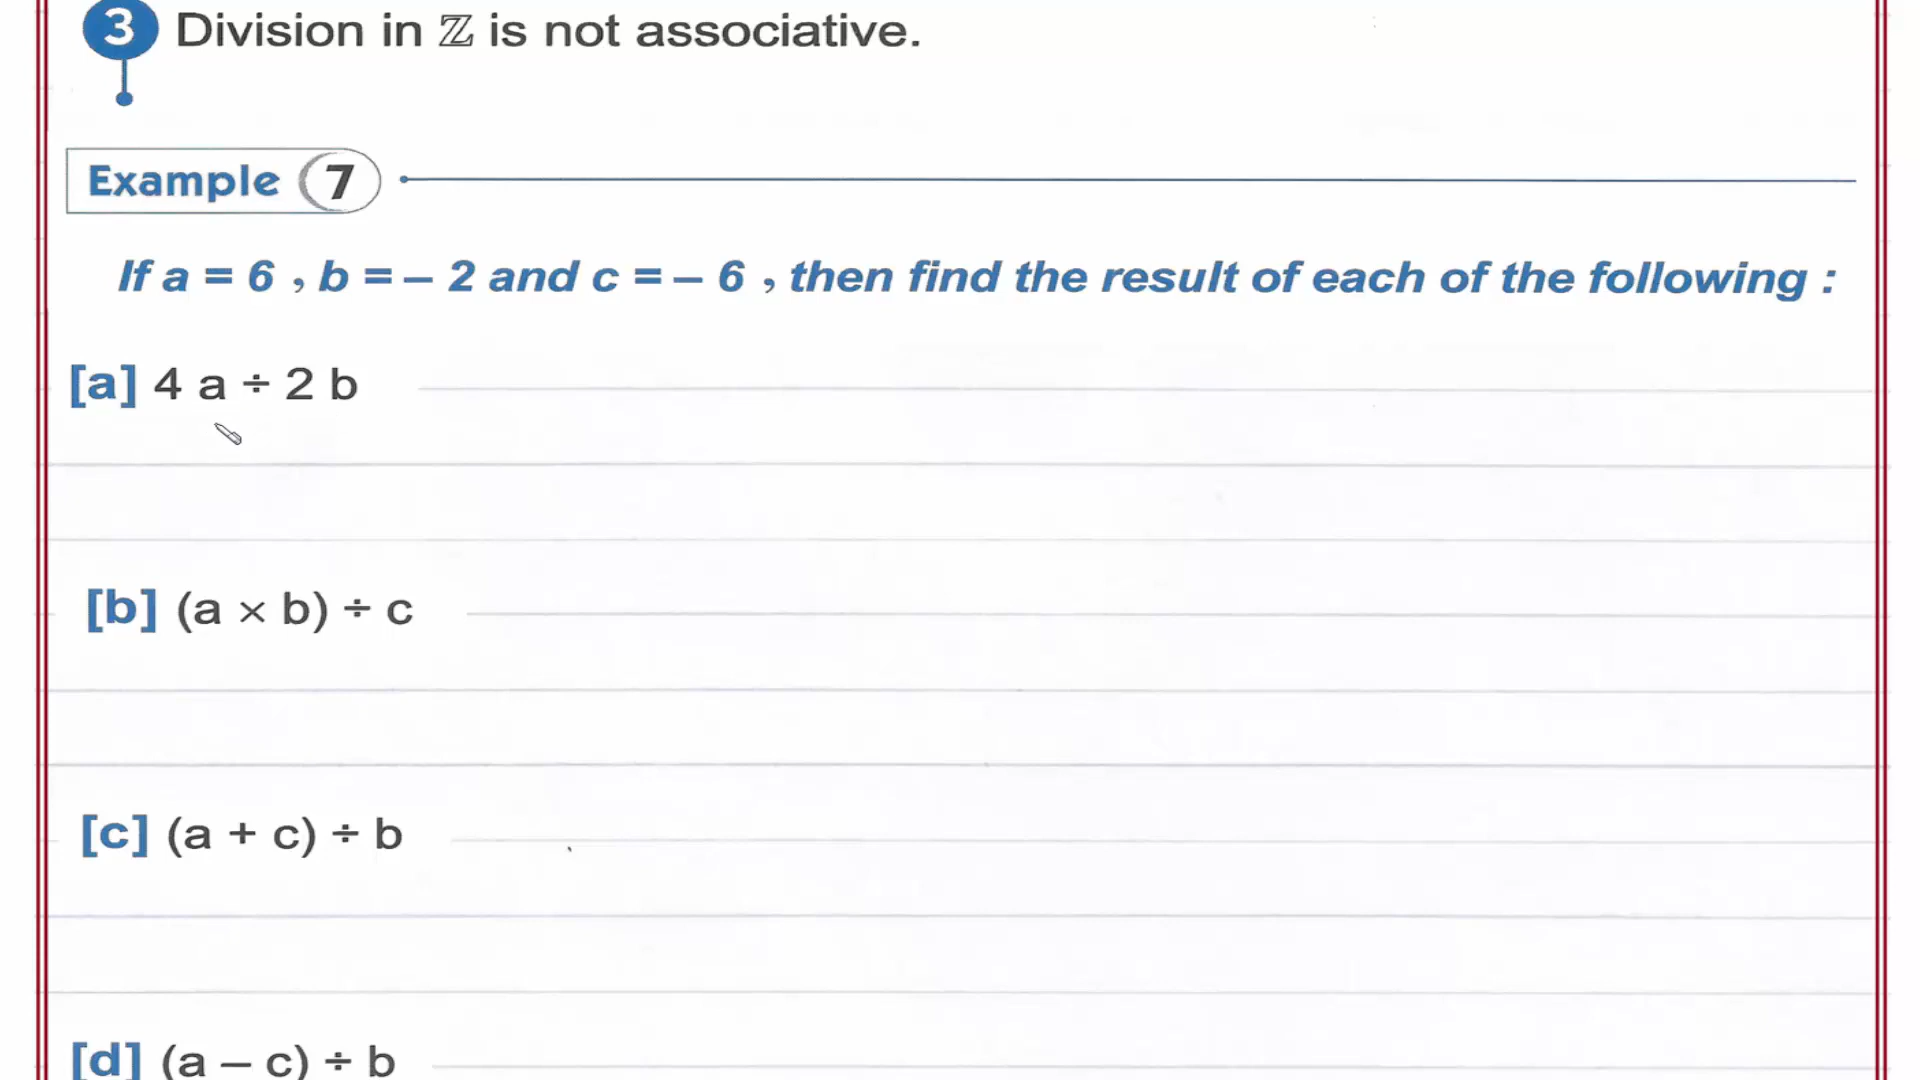 3 Division in ℤ is not associative.
Example 7
If a = 6 , b = – 2 and c = – 6 , then find the result of each of the following :
[a] 4 a ÷ 2 b
[b] (a × b) ÷ c
[c] (a + c) ÷ b
[d] (a – c) ÷ b